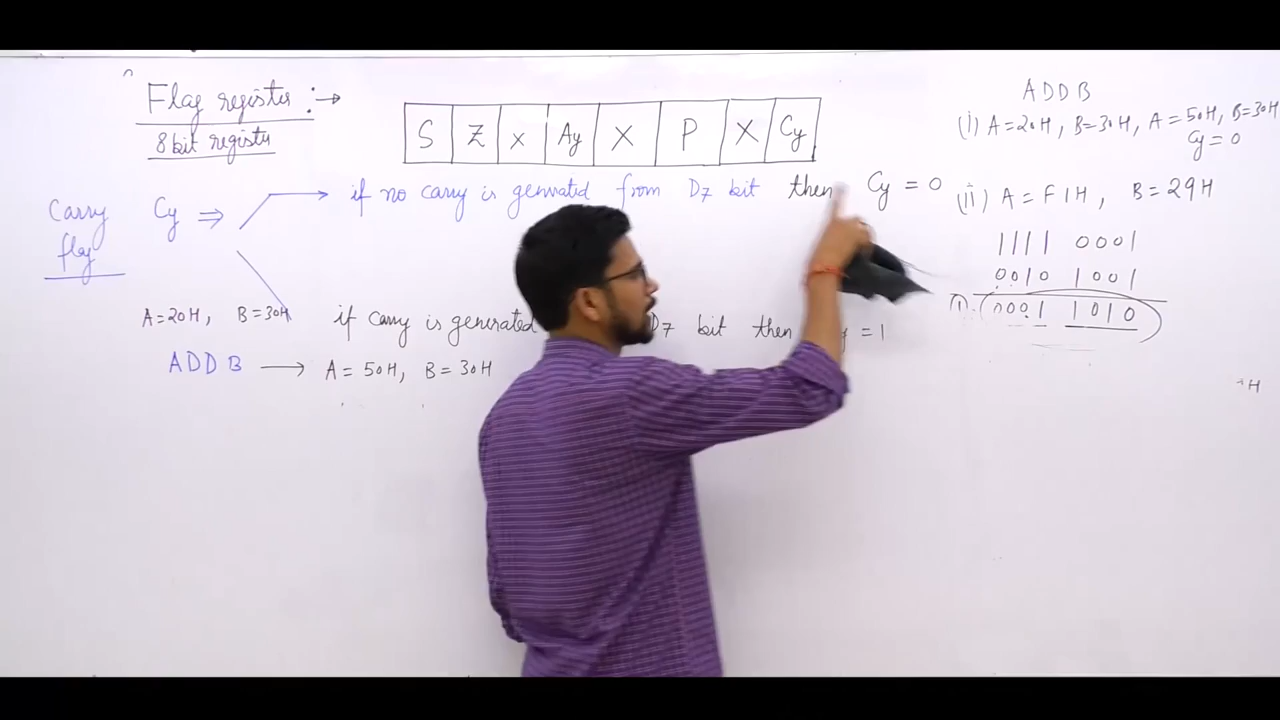 Flag register :→
8 bit register
S Z x Ay X P X Cy
Carry flag Cy ⇒
if no carry is generated from D7 bit then Cy = 0
if carry is generated D7 bit then = 1
A=20H, B=30H
ADD B → A = 50H, B = 30H
ADD B
(i) A=20H, B=30H, A=50H, B=30H
Cy=0
(ii) A = F1H, B = 29H
1111 0001
0010 1001
(1) 0001 1010
H